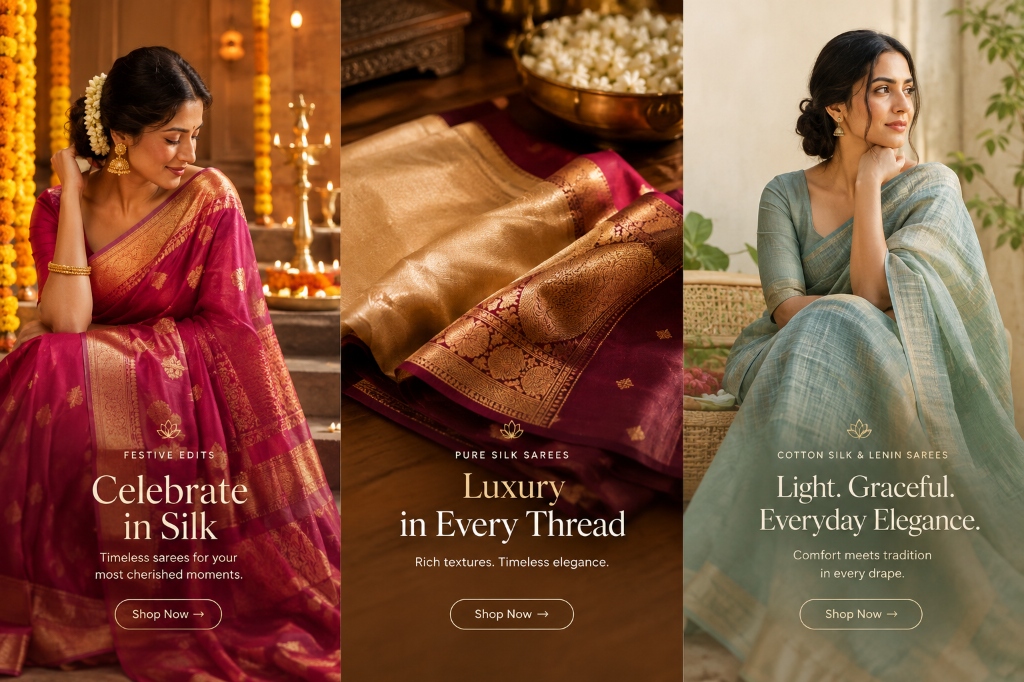 FESTIVE EDITS
Celebrate
in Silk
Timeless sarees for your
most cherished moments.
Shop Now →
PURE SILK SAREES
Luxury
in Every Thread
Rich textures. Timeless elegance.
Shop Now →
COTTON SILK & LENIN SAREES
Light. Graceful.
Everyday Elegance.
Comfort meets tradition
in every drape.
Shop Now →